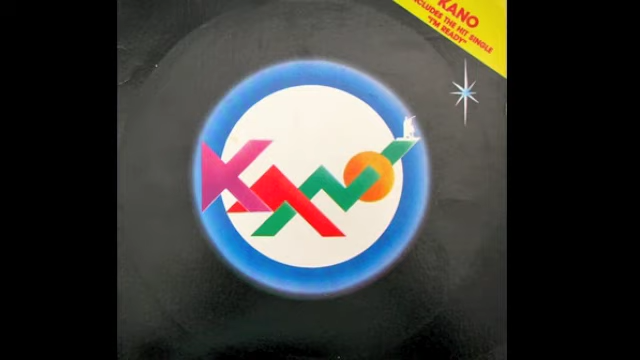 KANO
INCLUDES THE HIT SINGLE
"I'M READY"
KANO